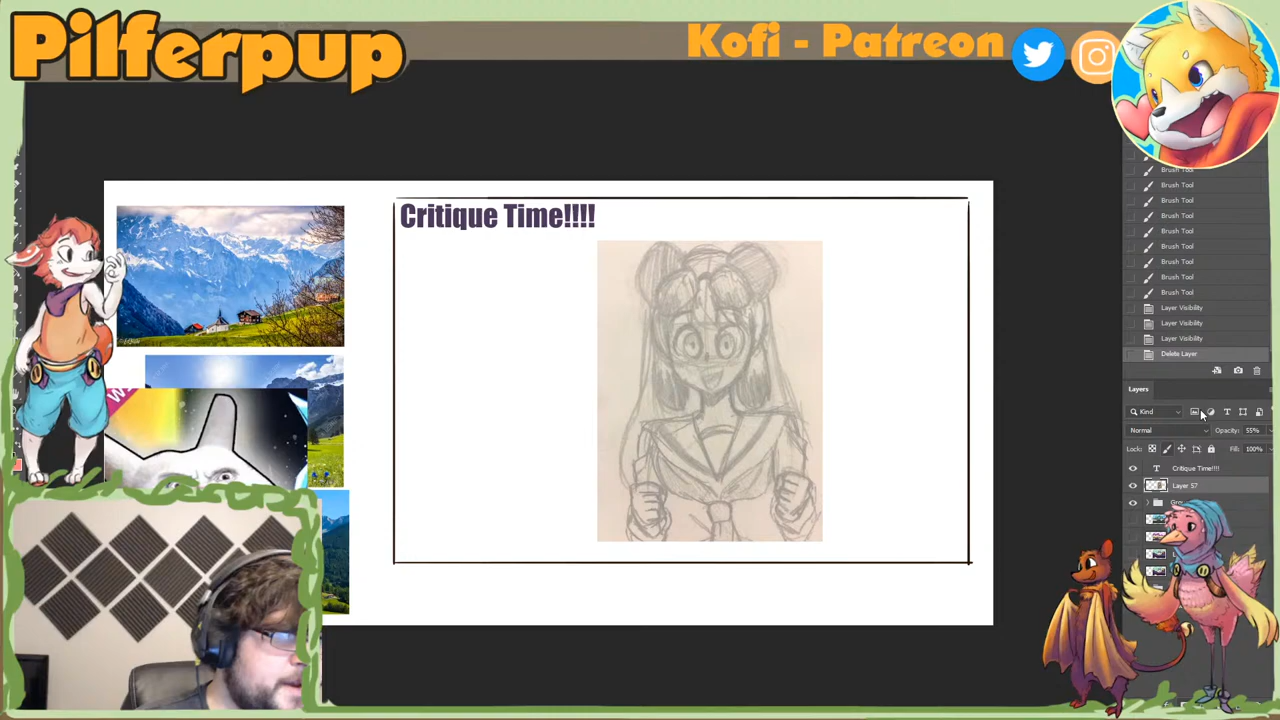 Pilferpup
Kofi - Patreon
Critique Time!!!!
W
Brush Tool
Brush Tool
Brush Tool
Brush Tool
Brush Tool
Brush Tool
Brush Tool
Brush Tool
Brush Tool
Layer Visibility
Layer Visibility
Layer Visibility
Delete Layer
Layers
Kind
Normal
Opacity: 55%
Lock:
Fill: 100%
T Critique Time!!!!
Layer 57